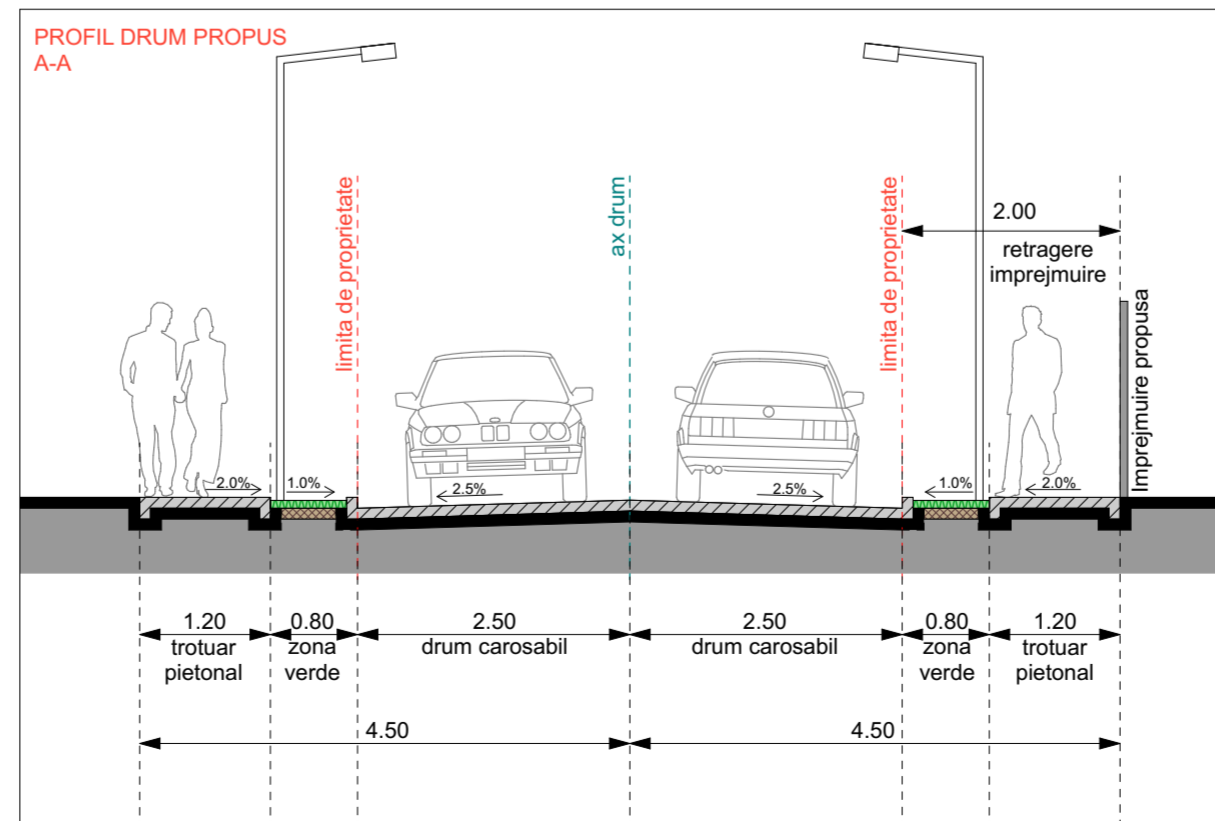 PROFIL DRUM PROPUS
A-A
limita de proprietate
ax drum
limita de proprietate
2.00
retragere
imprejmuire
Imprejmuire propusa
2.0%
1.0%
2.5%
2.5%
1.0%
2.0%
1.20
trotuar
pietonal
0.80
zona
verde
2.50
drum carosabil
2.50
drum carosabil
0.80
zona
verde
1.20
trotuar
pietonal
4.50
4.50